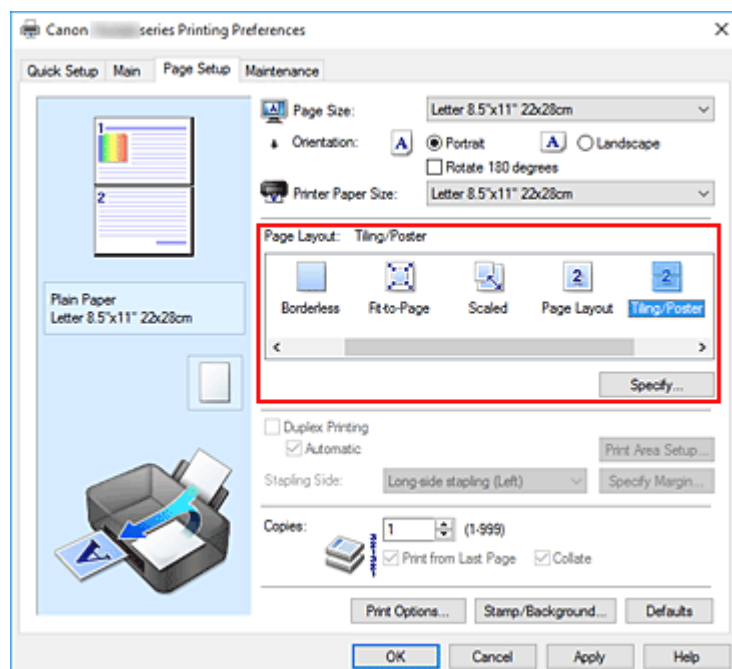 Canon series Printing Preferences
Quick Setup Main Page Setup Maintenance
1
2
Plain Paper
Letter 8.5"x11" 22x28cm
A
Page Size: Letter 8.5"x11" 22x28cm
Orientation: A Portrait A Landscape
Rotate 180 degrees
Printer Paper Size: Letter 8.5"x11" 22x28cm
Page Layout: Tiling/Poster
2 2
Borderless Fit-to-Page Scaled Page Layout Tiling/Poster
Specify...
Duplex Printing
Automatic Print Area Setup...
Stapling Side: Long-side stapling (Left) Specify Margin...
Copies: 1 (1-999)
Print from Last Page Collate
Print Options... Stamp/Background... Defaults
OK Cancel Apply Help